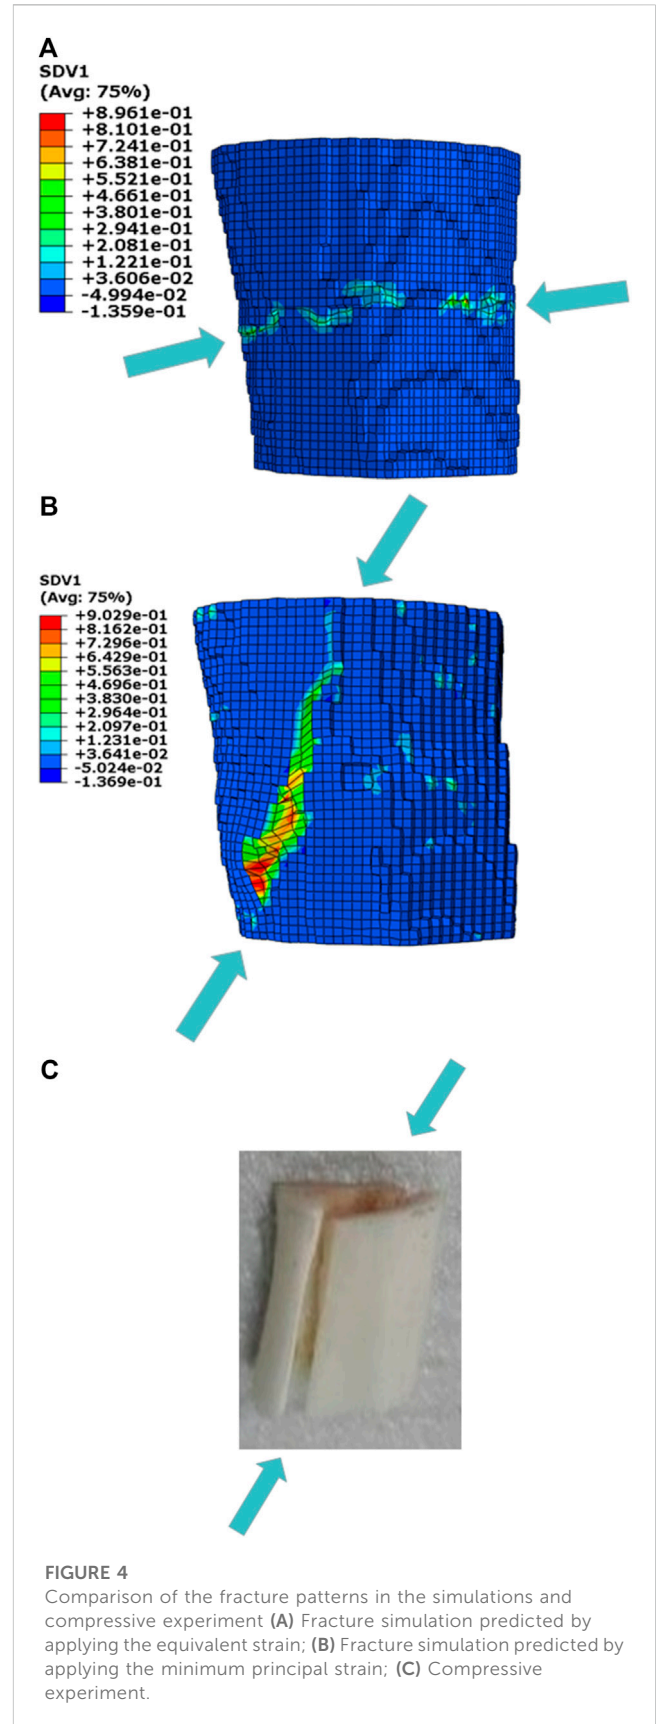 A
SDV1
(Avg: 75%)
+8.961e-01
+8.101e-01
+7.241e-01
+6.381e-01
+5.521e-01
+4.661e-01
+3.801e-01
+2.941e-01
+2.081e-01
+1.221e-01
+3.606e-02
-4.994e-02
-1.359e-01
B
SDV1
(Avg: 75%)
+9.029e-01
+8.162e-01
+7.296e-01
+6.429e-01
+5.563e-01
+4.696e-01
+3.830e-01
+2.964e-01
+2.097e-01
+1.231e-01
+3.641e-02
-5.024e-02
-1.369e-01
C
FIGURE 4
Comparison of the fracture patterns in the simulations and
compressive experiment (A) Fracture simulation predicted by
applying the equivalent strain; (B) Fracture simulation predicted by
applying the minimum principal strain; (C) Compressive
experiment.